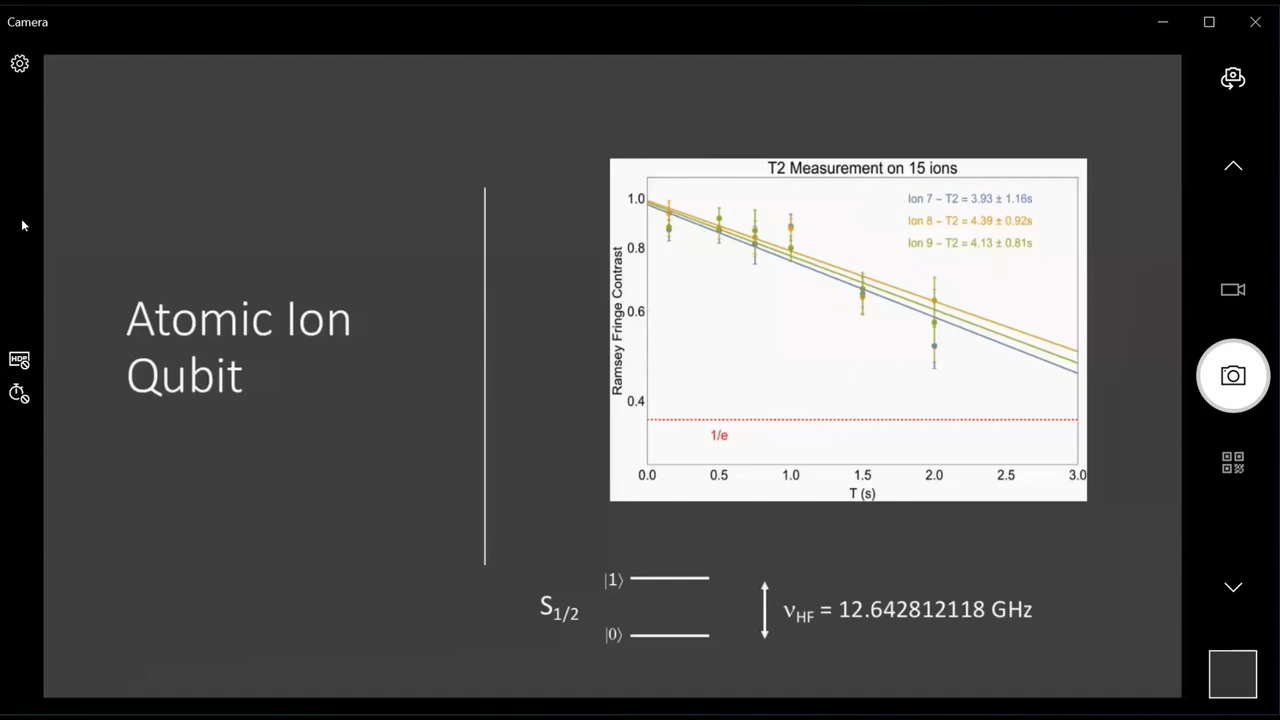 Camera
Atomic Ion
Qubit
T2 Measurement on 15 ions
Ion 7 – T2 = 3.93 ± 1.16s
Ion 8 – T2 = 4.39 ± 0.92s
Ion 9 – T2 = 4.13 ± 0.81s
Ramsey Fringe Contrast
1.0
0.8
0.6
0.4
1/e
0.0 0.5 1.0 1.5 2.0 2.5 3.0
T (s)
|1⟩
S1/2
|0⟩
νHF = 12.642812118 GHz
HDR